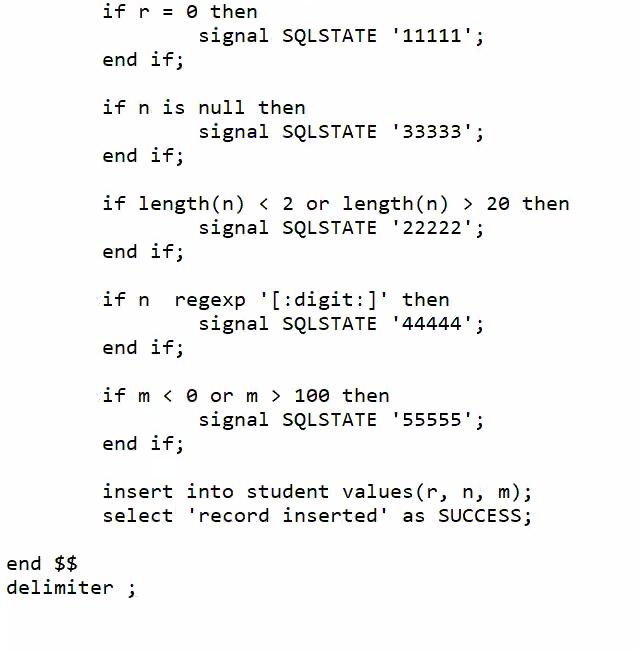 if r = 0 then
signal SQLSTATE '11111';
end if;
if n is null then
signal SQLSTATE '33333';
end if;
if length(n) < 2 or length(n) > 20 then
signal SQLSTATE '22222';
end if;
if n  regexp '[:digit:]' then
signal SQLSTATE '44444';
end if;
if m < 0 or m > 100 then
signal SQLSTATE '55555';
end if;
insert into student values(r, n, m);
select 'record inserted' as SUCCESS;
end $$
delimiter ;